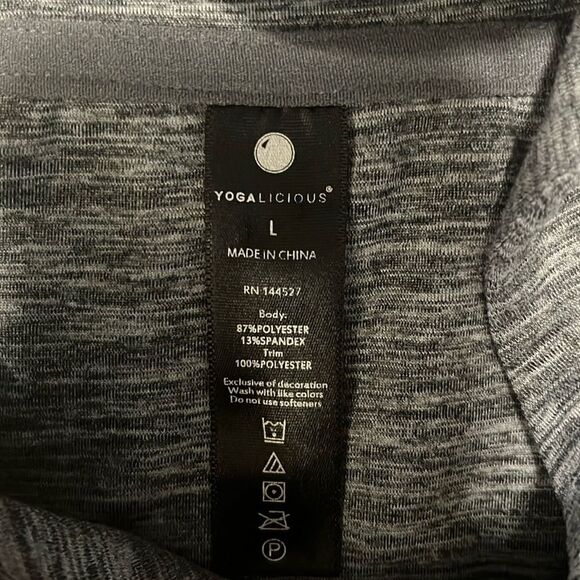 YOGALICIOUS®
L
MADE IN CHINA
RN 144527
Body:
87%POLYESTER
13%SPANDEX
Trim
100%POLYESTER
Exclusive of decoration
Wash with like colors
Do not use softeners
P